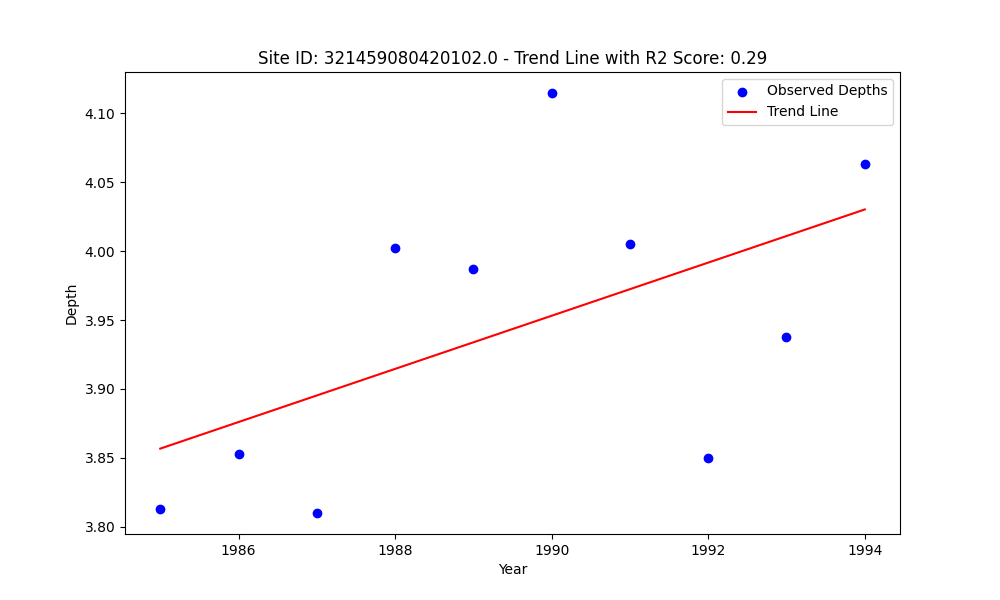 Site ID: 321459080420102.0 - Trend Line with R2 Score: 0.29
Observed Depths
Trend Line
4.10
4.05
4.00
3.95
3.90
3.85
3.80
Depth
1986
1988
1990
1992
1994
Year